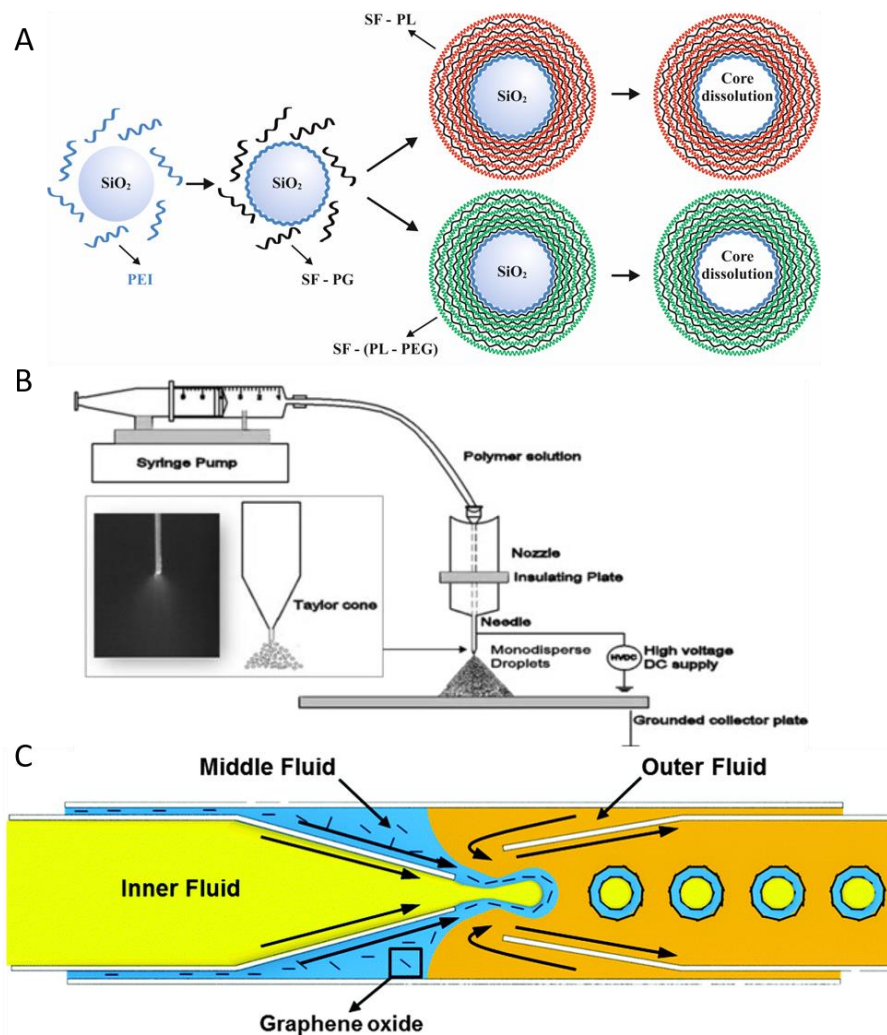 A
SF - PL
SiO₂
Core
dissolution
SiO₂
SiO₂
PEI
SF - PG
SiO₂
Core
dissolution
SF - (PL - PEG)
B
Syringe Pump
Polymer solution
Nozzle
Insulating Plate
Taylor cone
Needle
Monodisperse
Droplets
HVDC
High voltage
DC supply
Grounded collector plate
C
Middle Fluid
Outer Fluid
Inner Fluid
Graphene oxide